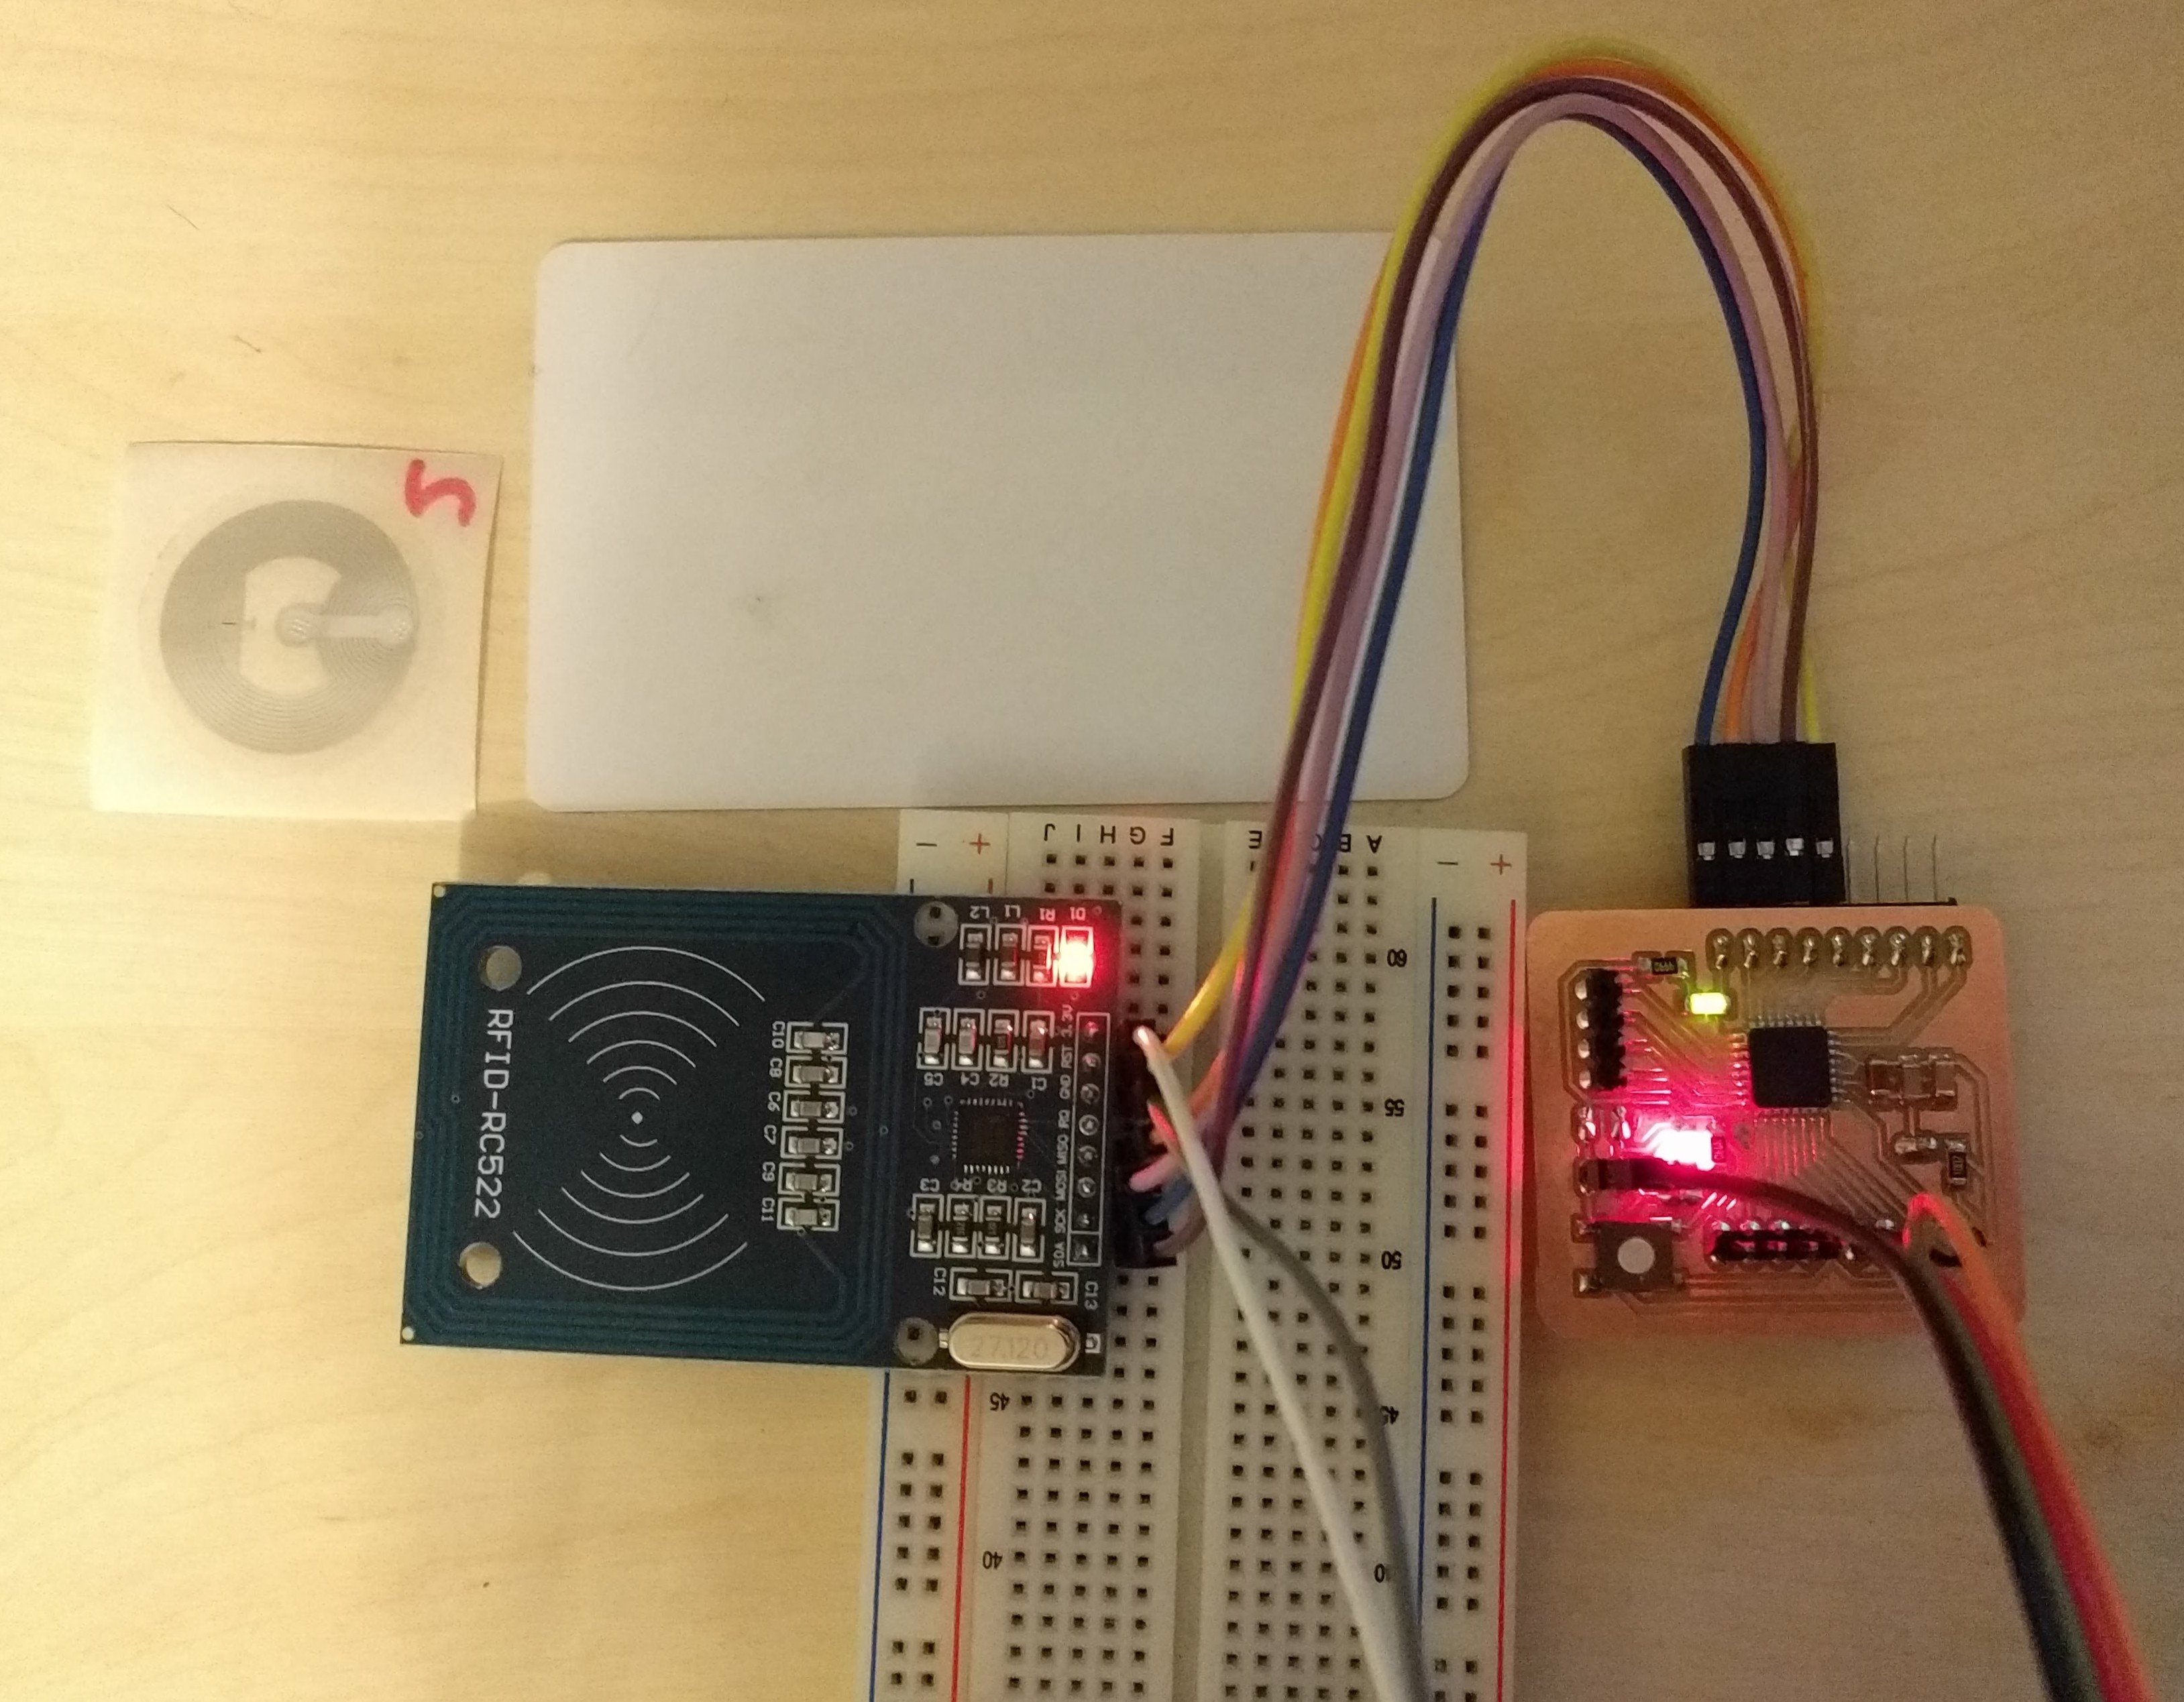 5
− + J I H G F E A − +
L2 L1 R1 D1
60
RFID-RC522
C10
C8
C6
C7
C9
C11
C5 C4 R2 C1
3.3V
RST
GND
IRQ
MISO
MOSI
SCK
SDA
55
C3 R4 R3 C2
50
C12
C13
27.120
45
45
40